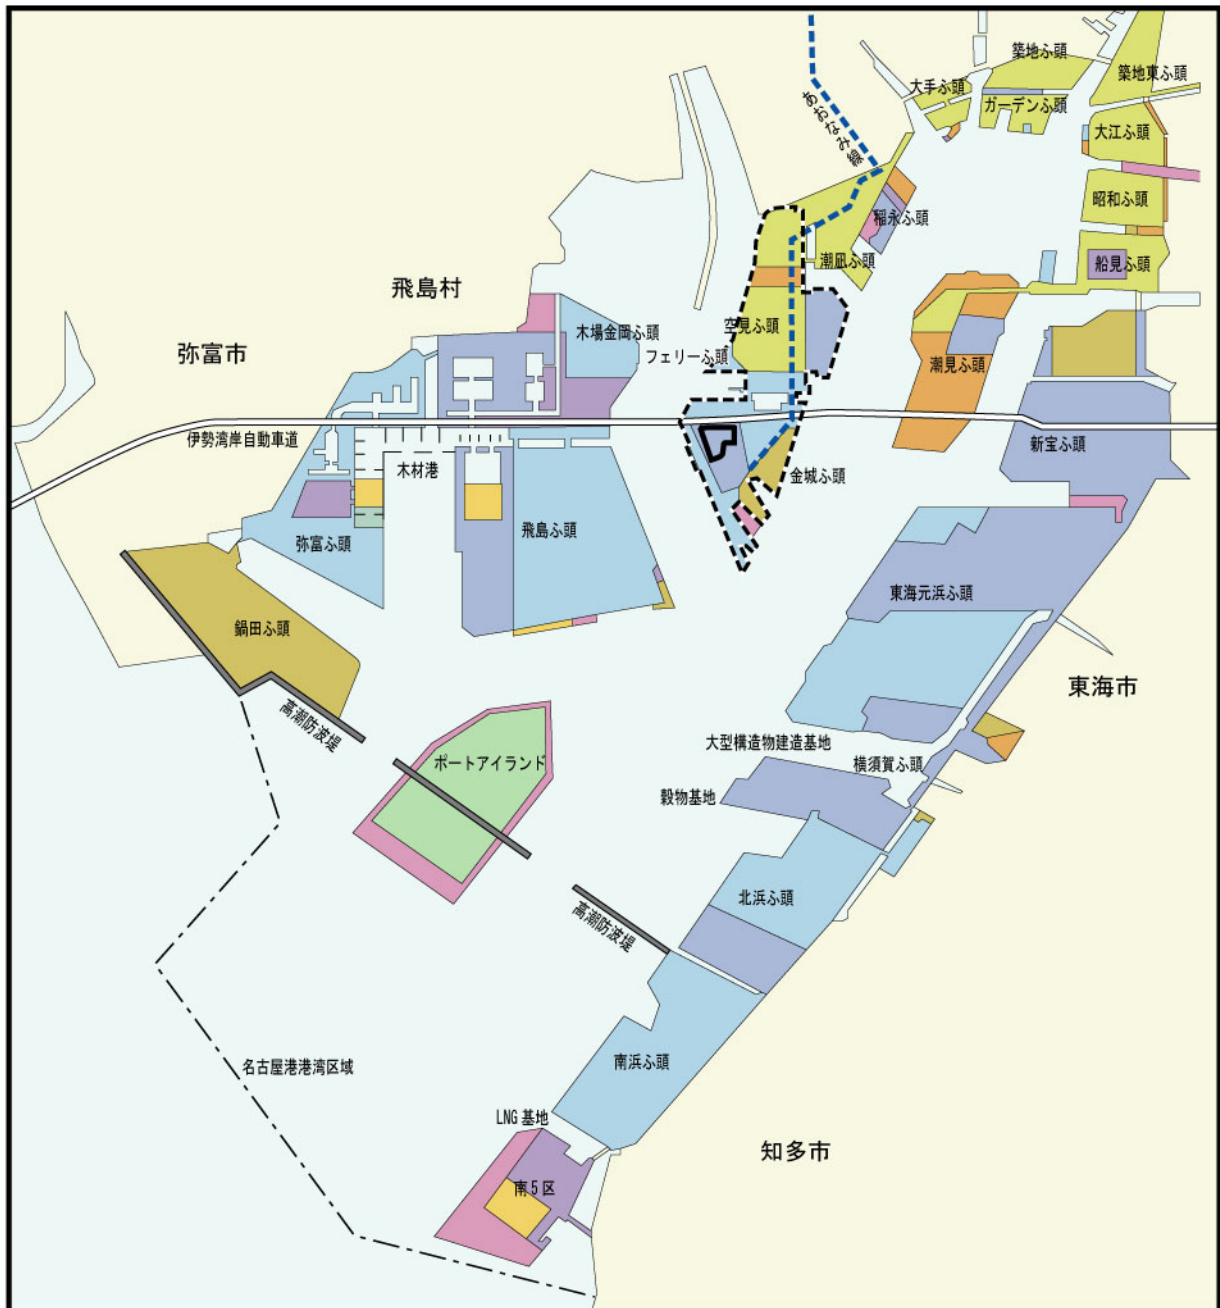 築地ふ頭
築地東ふ頭
大手ふ頭
ガーデンふ頭
あおなみ線
大江ふ頭
昭和ふ頭
稲永ふ頭
潮凪ふ頭
船見ふ頭
飛島村
空見ふ頭
木場金岡ふ頭
弥富市
フェリーふ頭
潮見ふ頭
伊勢湾岸自動車道
新宝ふ頭
木材港
金城ふ頭
飛島ふ頭
弥富ふ頭
東海元浜ふ頭
鍋田ふ頭
東海市
高潮防波堤
大型構造物建造基地
ポートアイランド
横須賀ふ頭
穀物基地
北浜ふ頭
高潮防波堤
南浜ふ頭
名古屋港港湾区域
LNG 基地
知多市
南5区